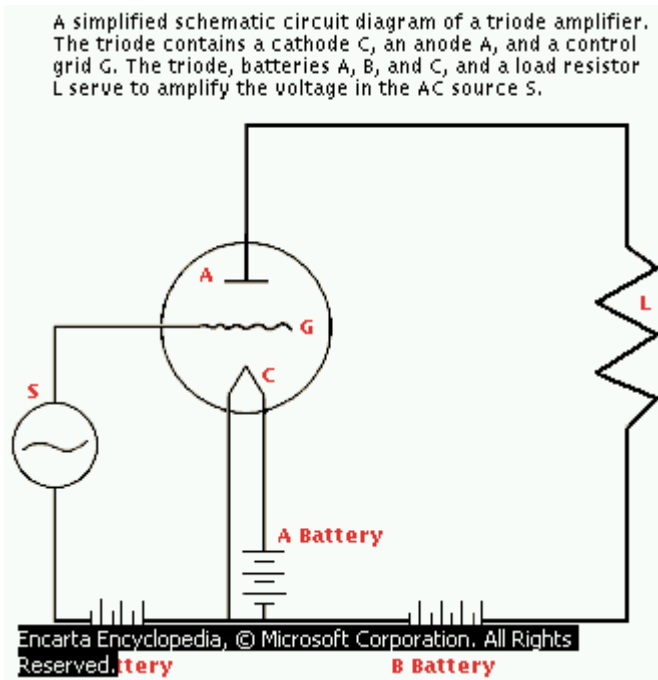 A simplified schematic circuit diagram of a triode amplifier.
The triode contains a cathode C, an anode A, and a control
grid G. The triode, batteries A, B, and C, and a load resistor
L serve to amplify the voltage in the AC source S.
A
G
L
C
S
A Battery
Encarta Encyclopedia, © Microsoft Corporation. All Rights
Reserved.ttery
B Battery